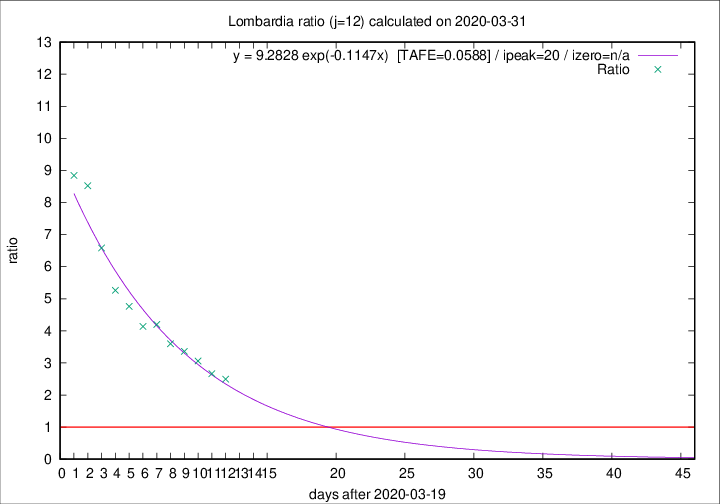 Lombardia ratio (j=12) calculated on 2020-03-31
y = 9.2828 exp(-0.1147x) [TAFE=0.0588] / ipeak=20 / izero=n/a
Ratio
13
12
11
10
9
8
7
6
5
4
3
2
1
0
ratio
0 1 2 3 4 5 6 7 8 9 10 11 12 13 14 15 20 25 30 35 40 45
days after 2020-03-19